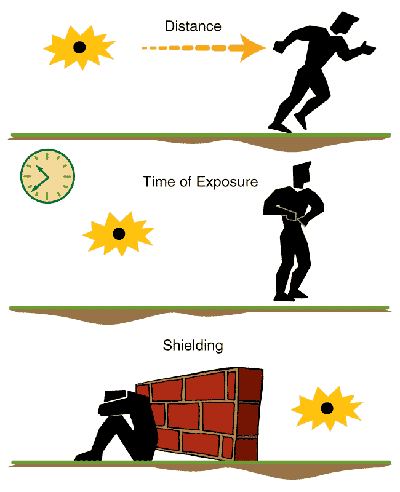 Distance
Time of Exposure
Shielding